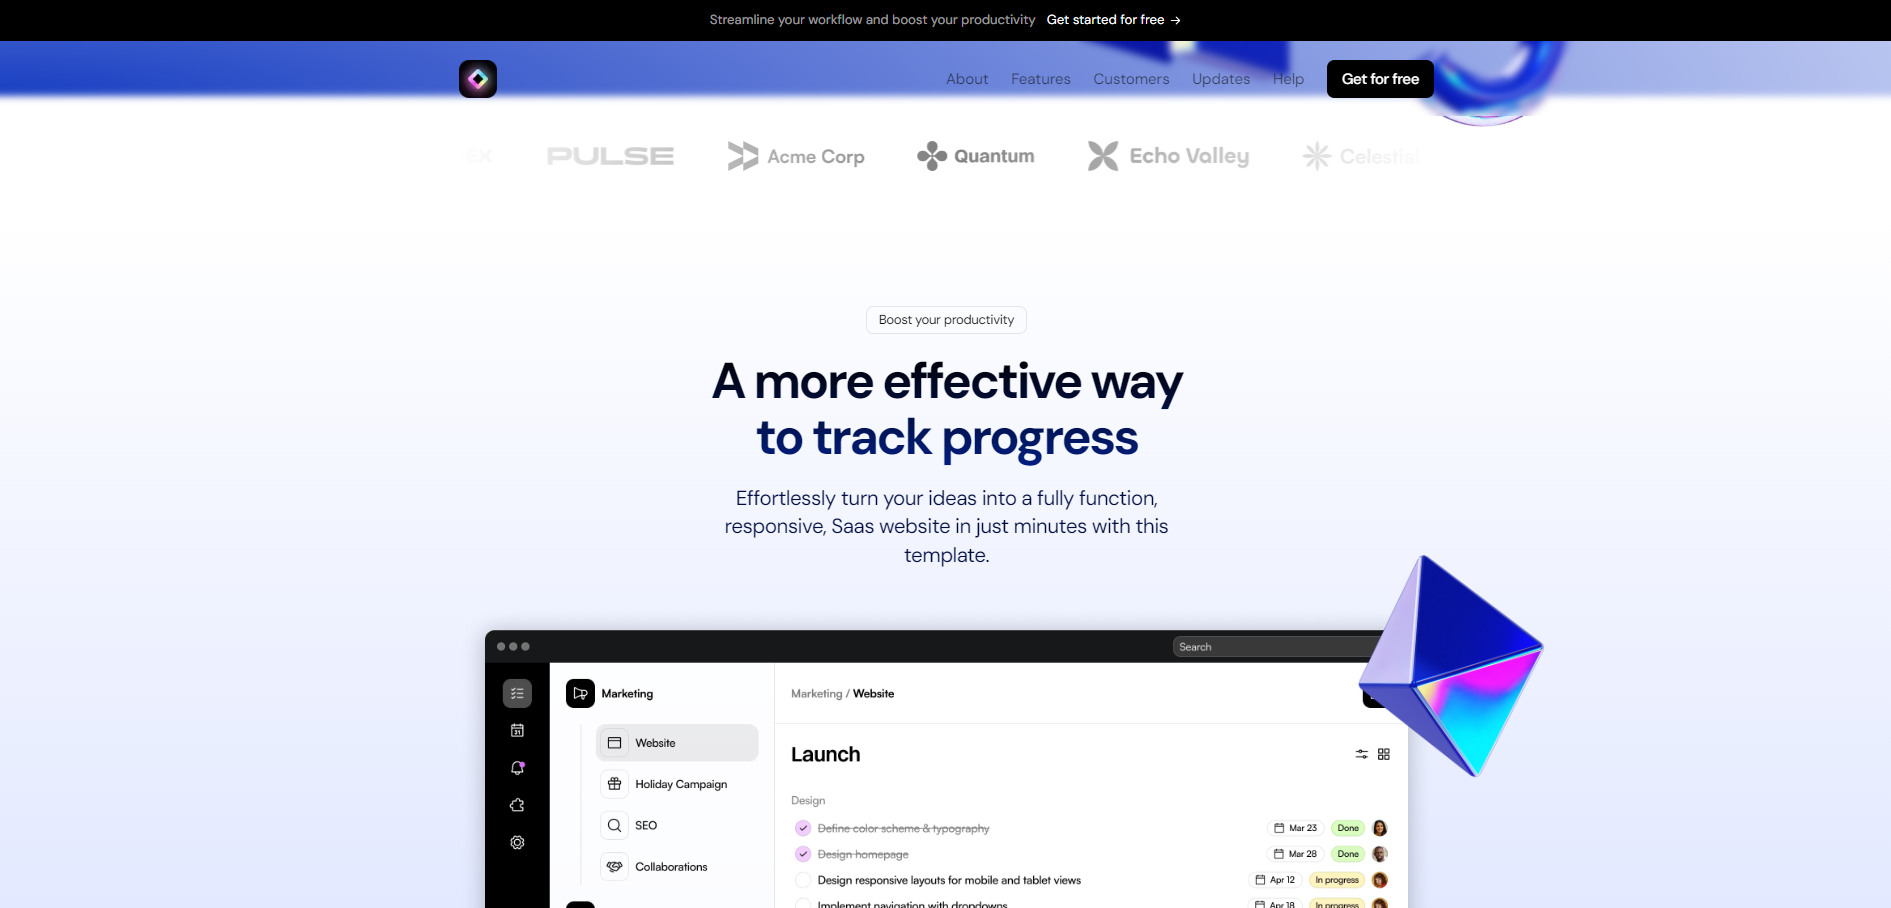 Streamline your workflow and boost your productivity Get started for free →
About Features Customers Updates Help Get for free
EX PULSE Acme Corp Quantum Echo Valley Celestial
Boost your productivity
A more effective way
to track progress
Effortlessly turn your ideas into a fully function,
responsive, Saas website in just minutes with this
template.
Search
Marketing
Marketing / Website
Website
Launch
Holiday Campaign
Design
SEO
Define color scheme & typography Mar 23 Done
Design homepage Mar 28 Done
Collaborations
Design responsive layouts for mobile and tablet views Apr 12 In progress
Implement navigation with dropdowns Apr 18 In progress